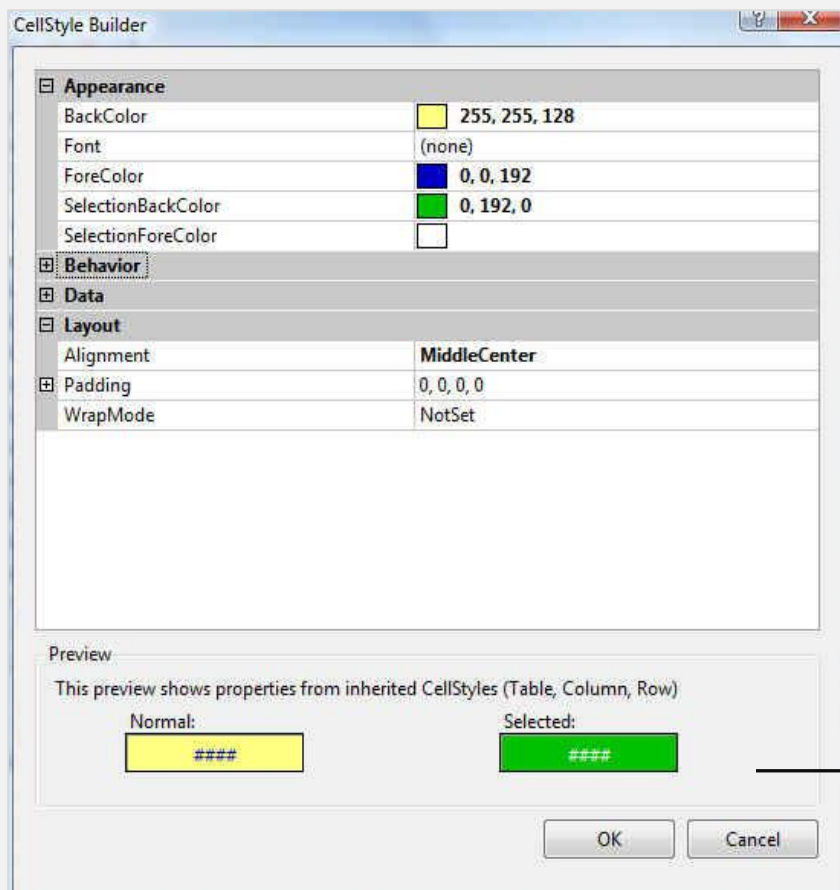 CellStyle Builder
?
X
Appearance
BackColor 255, 255, 128
Font (none)
ForeColor 0, 0, 192
SelectionBackColor 0, 192, 0
SelectionForeColor
Behavior
Data
Layout
Alignment MiddleCenter
Padding 0, 0, 0, 0
WrapMode NotSet
Preview
This preview shows properties from inherited CellStyles (Table, Column, Row)
Normal: Selected:
#### ####
OK Cancel